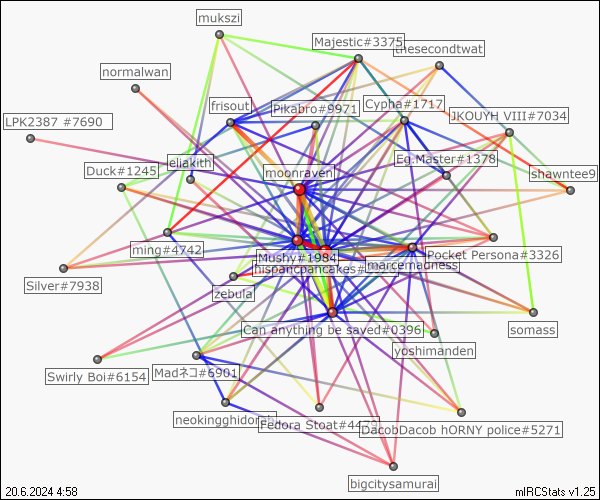 mukszi
Majestic#3375
thesecondtwat
normalwan
frisout
Pikabro#9971
Cypha#1717
JKOUYH VIII#7034
LPK2387 #7690
Duck#1245
eliakith
moonraven
Eg.Master#1378
shawntee9
ming#4742
Mushy#1984
hispancpancakes#
marcemadness
Pocket Persona#3326
Silver#7938
zebula
Can anything be saved#0396
somass
yoshimanden
Swirly Boi#6154
Madネコ#6901
neokingghidorah
Fedora Stoat#44
DacobDacob hORNY police#5271
bigcitysamurai
20.6.2024 4:58
mIRCStats v1.25